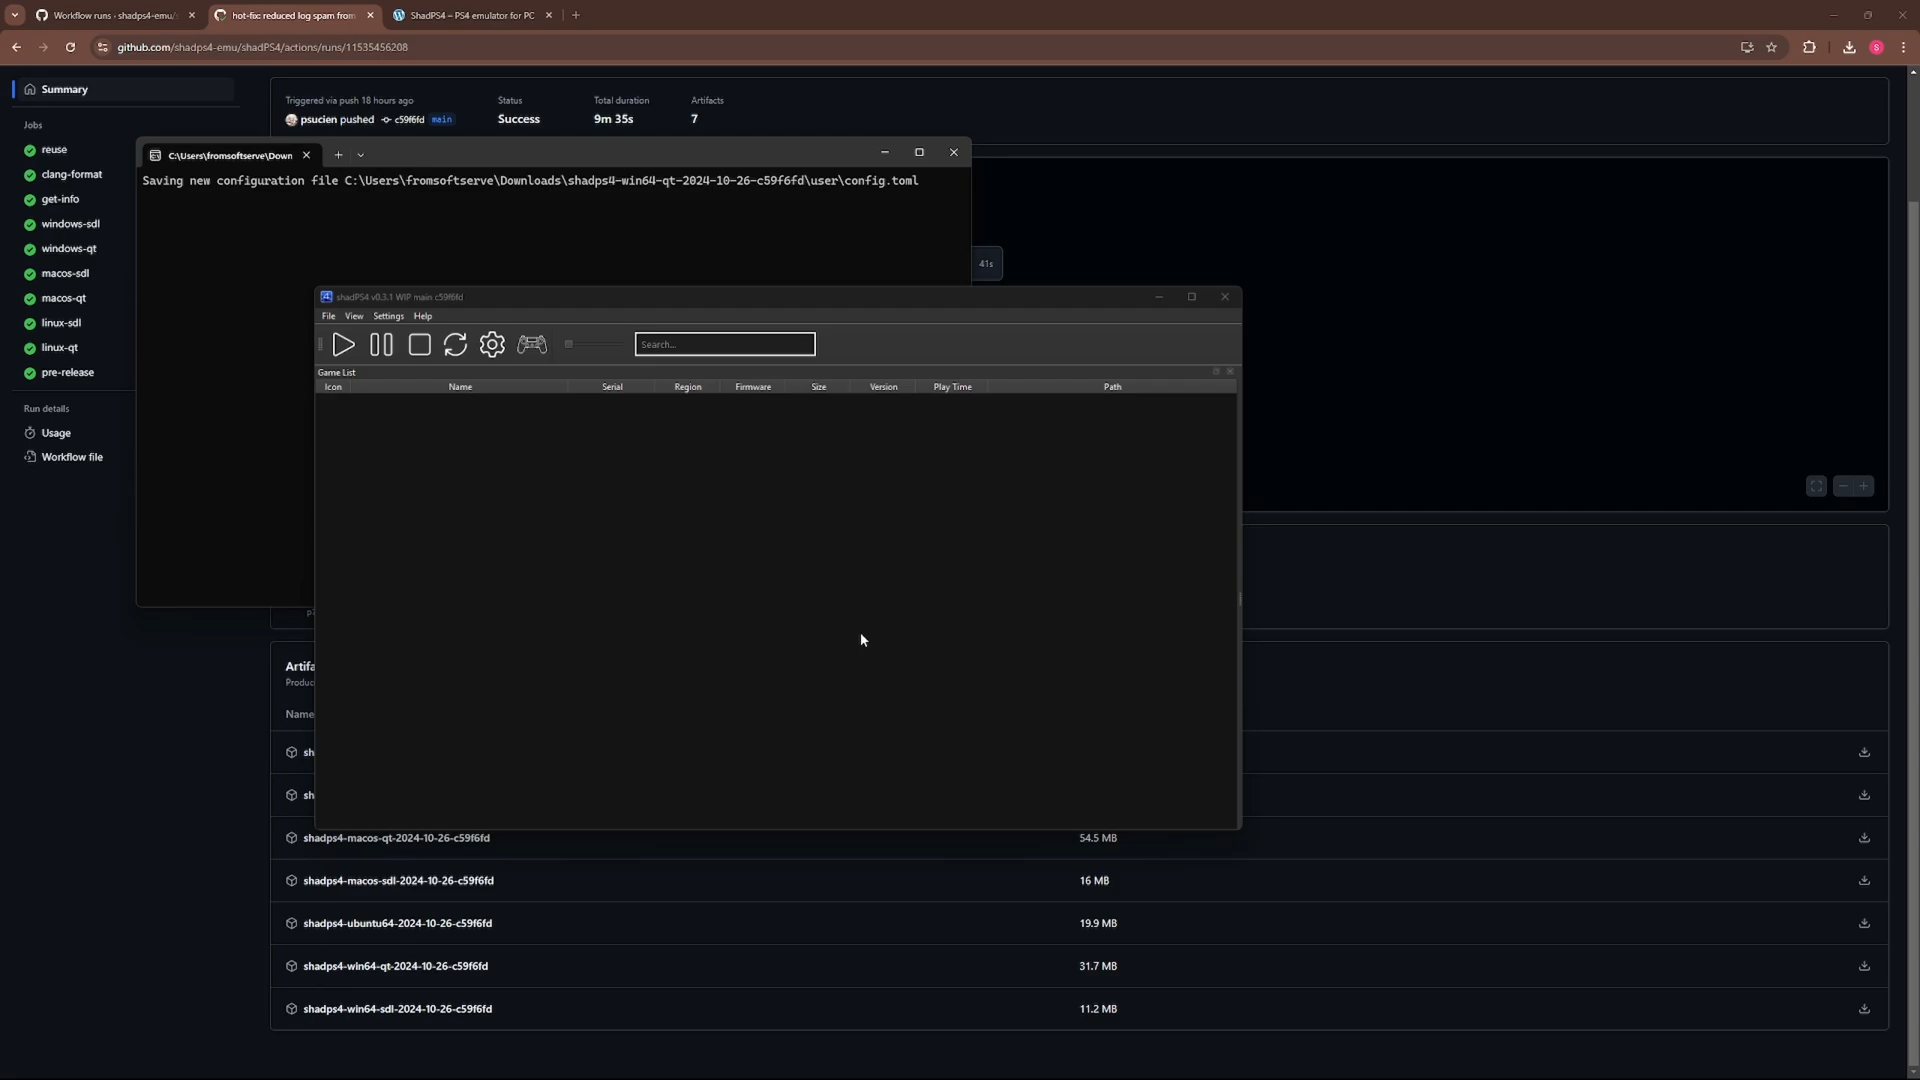 Workflow runs · shadps4-emu/
hot-fix: reduced log spam from
ShadPS4 – PS4 emulator for PC
github.com/shadps4-emu/shadPS4/actions/runs/11535456208
S
Summary
Jobs
reuse
clang-format
get-info
windows-sdl
windows-qt
macos-sdl
macos-qt
linux-sdl
linux-qt
pre-release
Run details
Usage
Workflow file
Triggered via push 18 hours ago
psucien pushed c59f6fd main
Status
Success
Total duration
9m 35s
Artifacts
7
C:\Users\fromsoftserve\Down
Saving new configuration file C:\Users\fromsoftserve\Downloads\shadps4-win64-qt-2024-10-26-c59f6fd\user\config.toml
41s
shadPS4 v0.3.1 WIP main c59f6fd
File View Settings Help
Search...
Game List
Icon Name Serial Region Firmware Size Version Play Time Path
Artifa
Produc
Name
sh
sh
shadps4-macos-qt-2024-10-26-c59f6fd 54.5 MB
shadps4-macos-sdl-2024-10-26-c59f6fd 16 MB
shadps4-ubuntu64-2024-10-26-c59f6fd 19.9 MB
shadps4-win64-qt-2024-10-26-c59f6fd 31.7 MB
shadps4-win64-sdl-2024-10-26-c59f6fd 11.2 MB